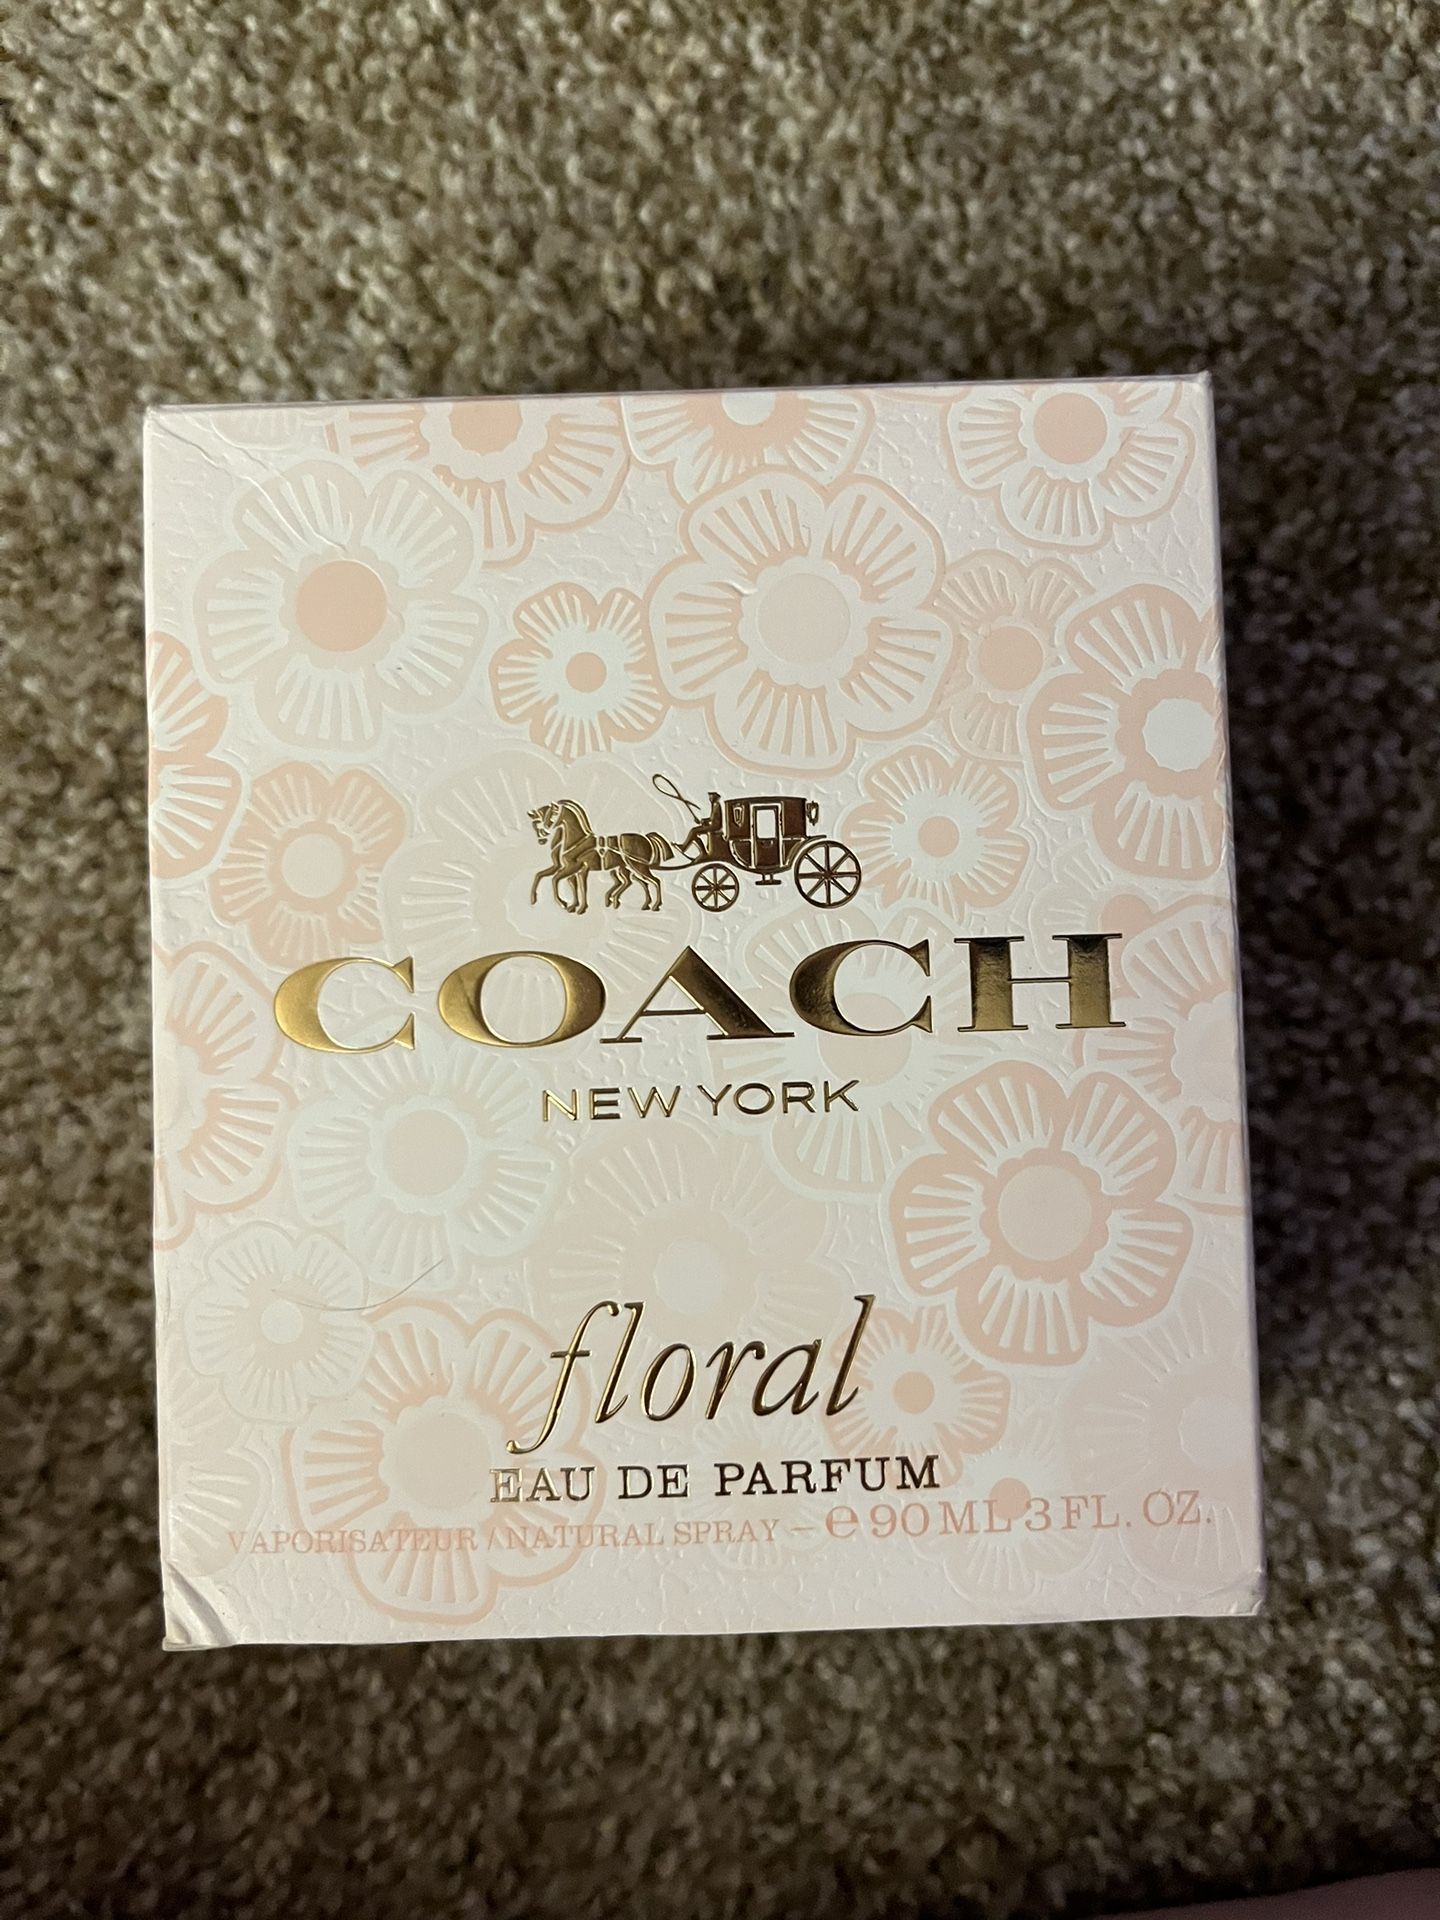 COACH
NEW YORK
floral
EAU DE PARFUM
VAPORISATEUR / NATURAL SPRAY – ℮ 90 ML 3 FL. OZ.